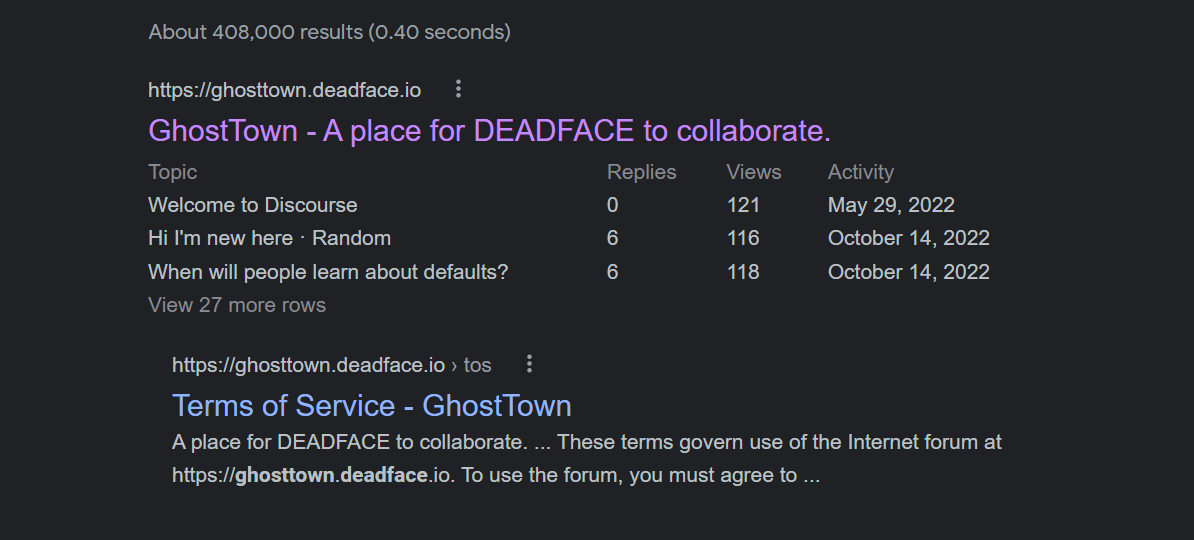 About 408,000 results (0.40 seconds)
https://ghosttown.deadface.io
GhostTown - A place for DEADFACE to collaborate.
Topic Replies Views Activity
Welcome to Discourse 0 121 May 29, 2022
Hi I'm new here · Random 6 116 October 14, 2022
When will people learn about defaults? 6 118 October 14, 2022
View 27 more rows
https://ghosttown.deadface.io › tos
Terms of Service - GhostTown
A place for DEADFACE to collaborate. ... These terms govern use of the Internet forum at
https://ghosttown.deadface.io. To use the forum, you must agree to ...